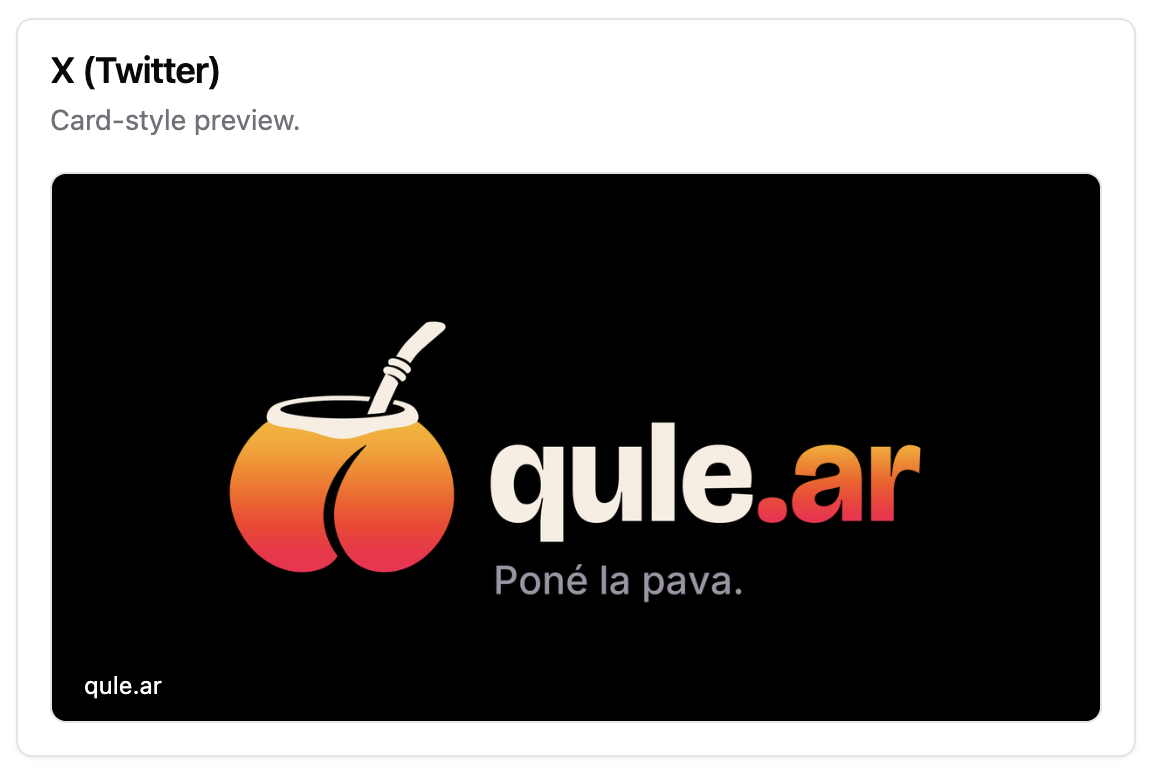 X (Twitter)
Card-style preview.
qule.ar
Poné la pava.
qule.ar